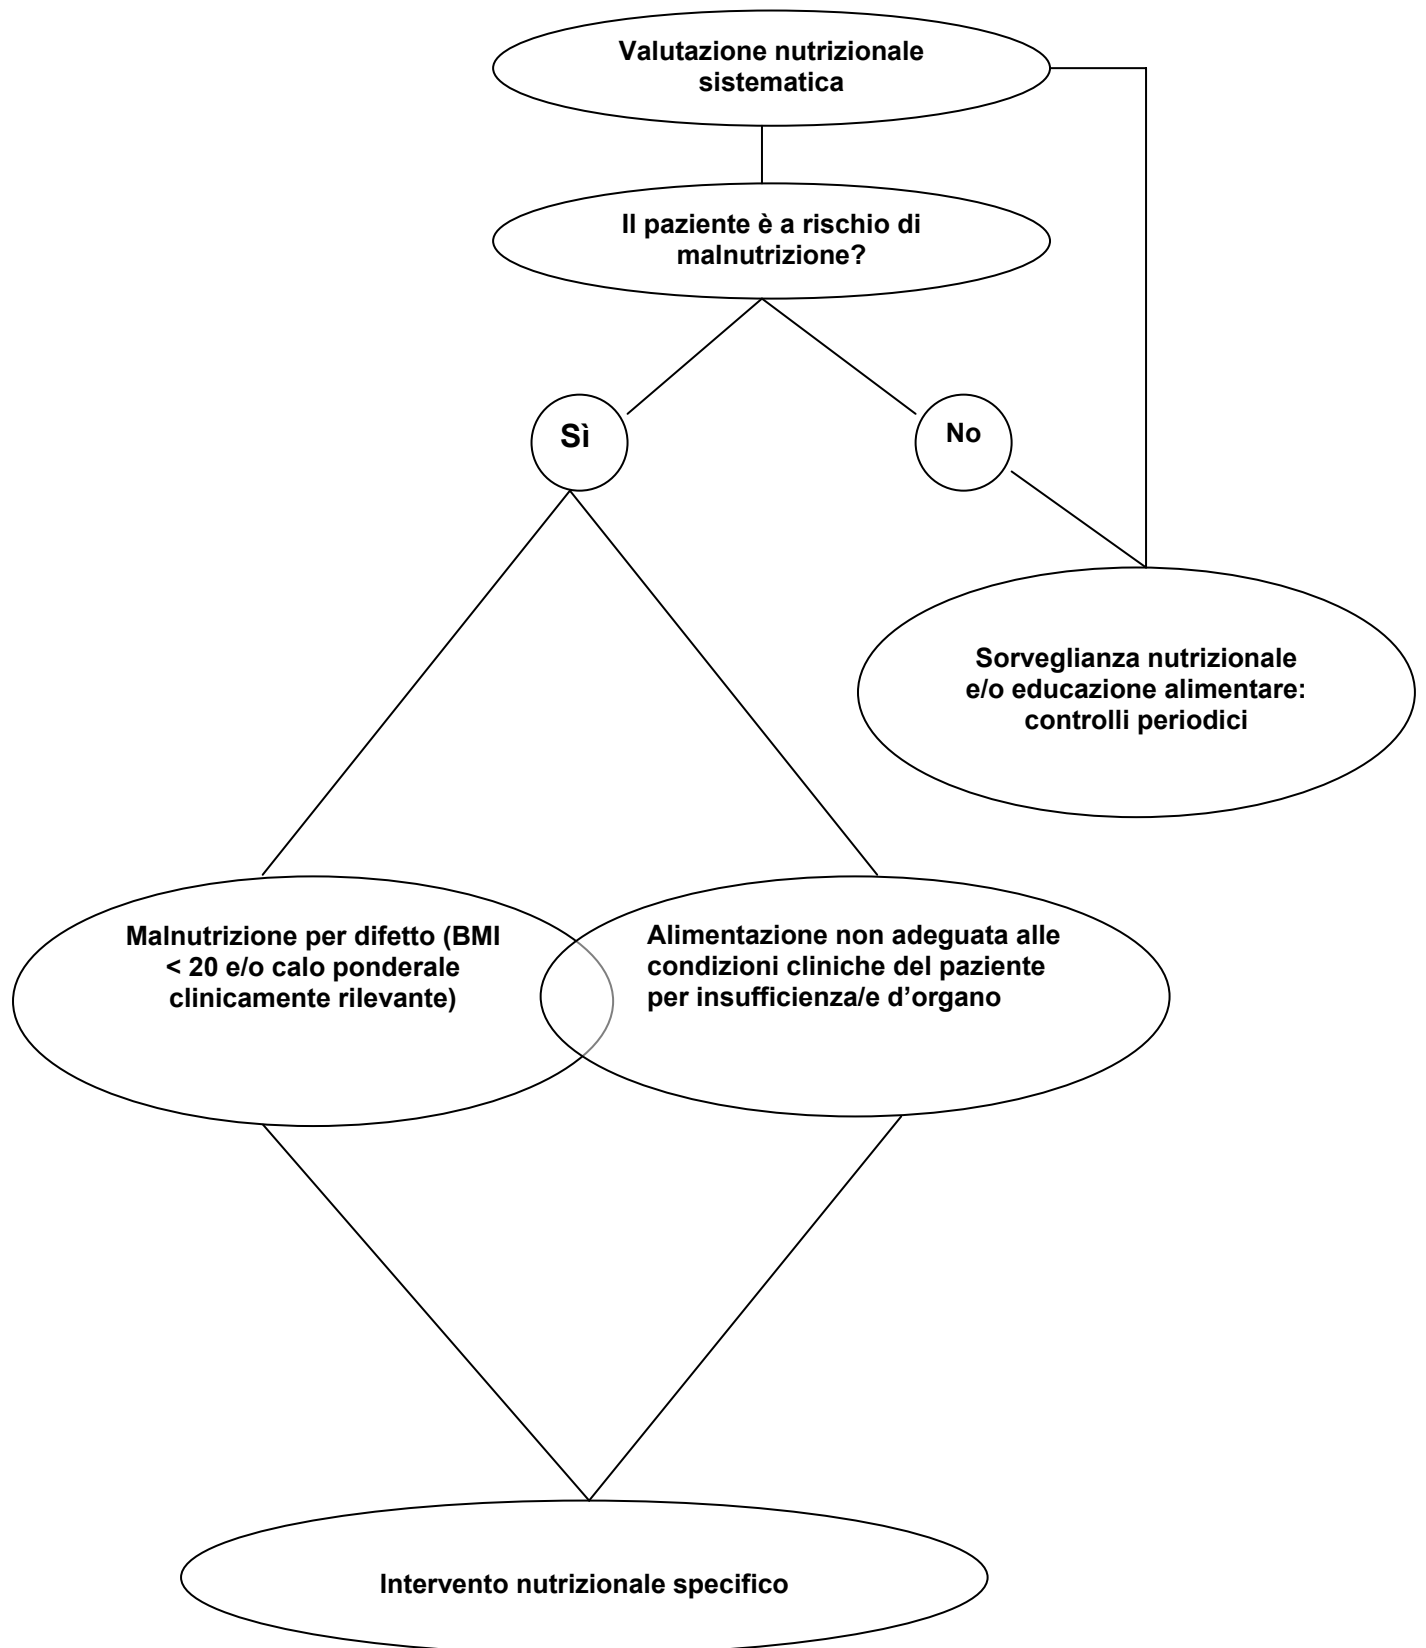 Valutazione nutrizionale
sistematica
Il paziente è a rischio di
malnutrizione?
Sì
No
Sorveglianza nutrizionale
e/o educazione alimentare:
controlli periodici
Malnutrizione per difetto (BMI
< 20 e/o calo ponderale
clinicamente rilevante)
Alimentazione non adeguata alle
condizioni cliniche del paziente
per insufficienza/e d’organo
Intervento nutrizionale specifico